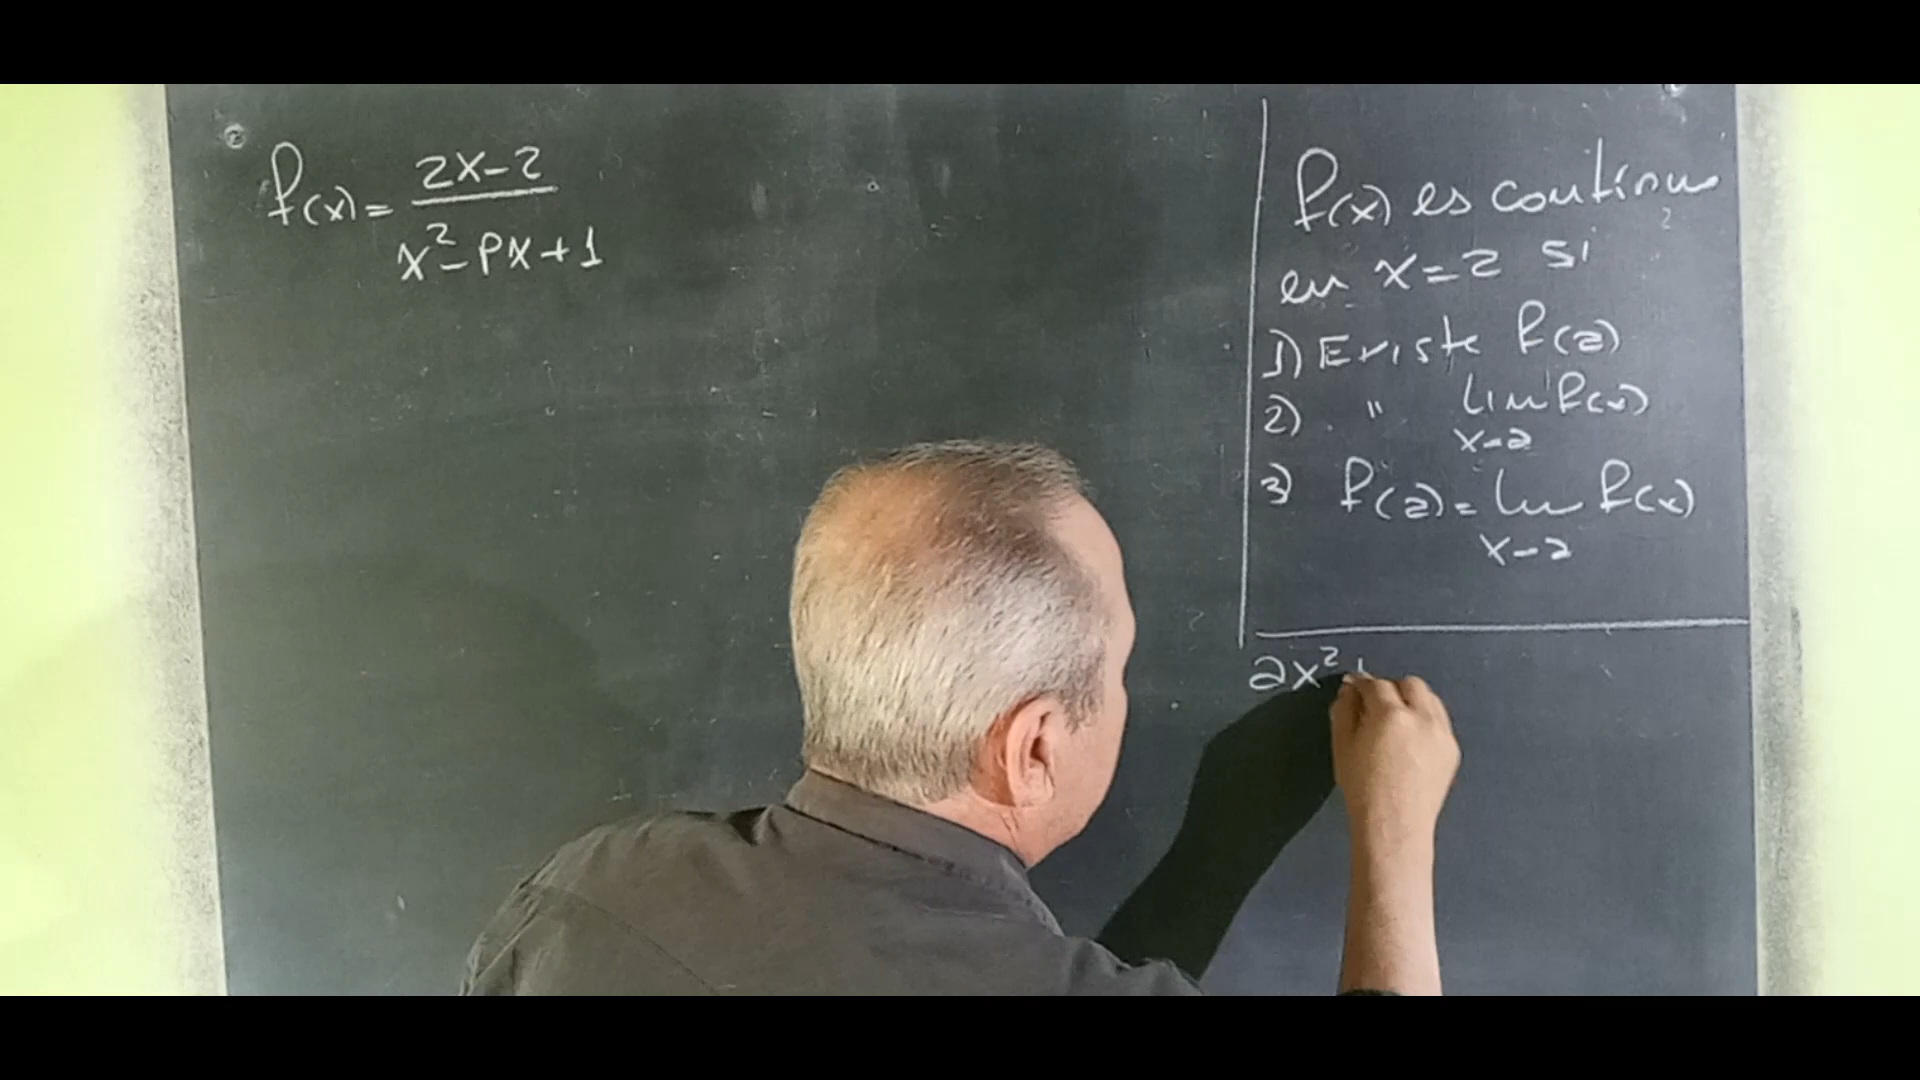 f(x) = 2x-2
x²-px+1
f(x) es continua
en x=2 si
1) Existe f(2)
2) " lim f(x)
x→2
3) f(2) = lim f(x)
x→2
2x²